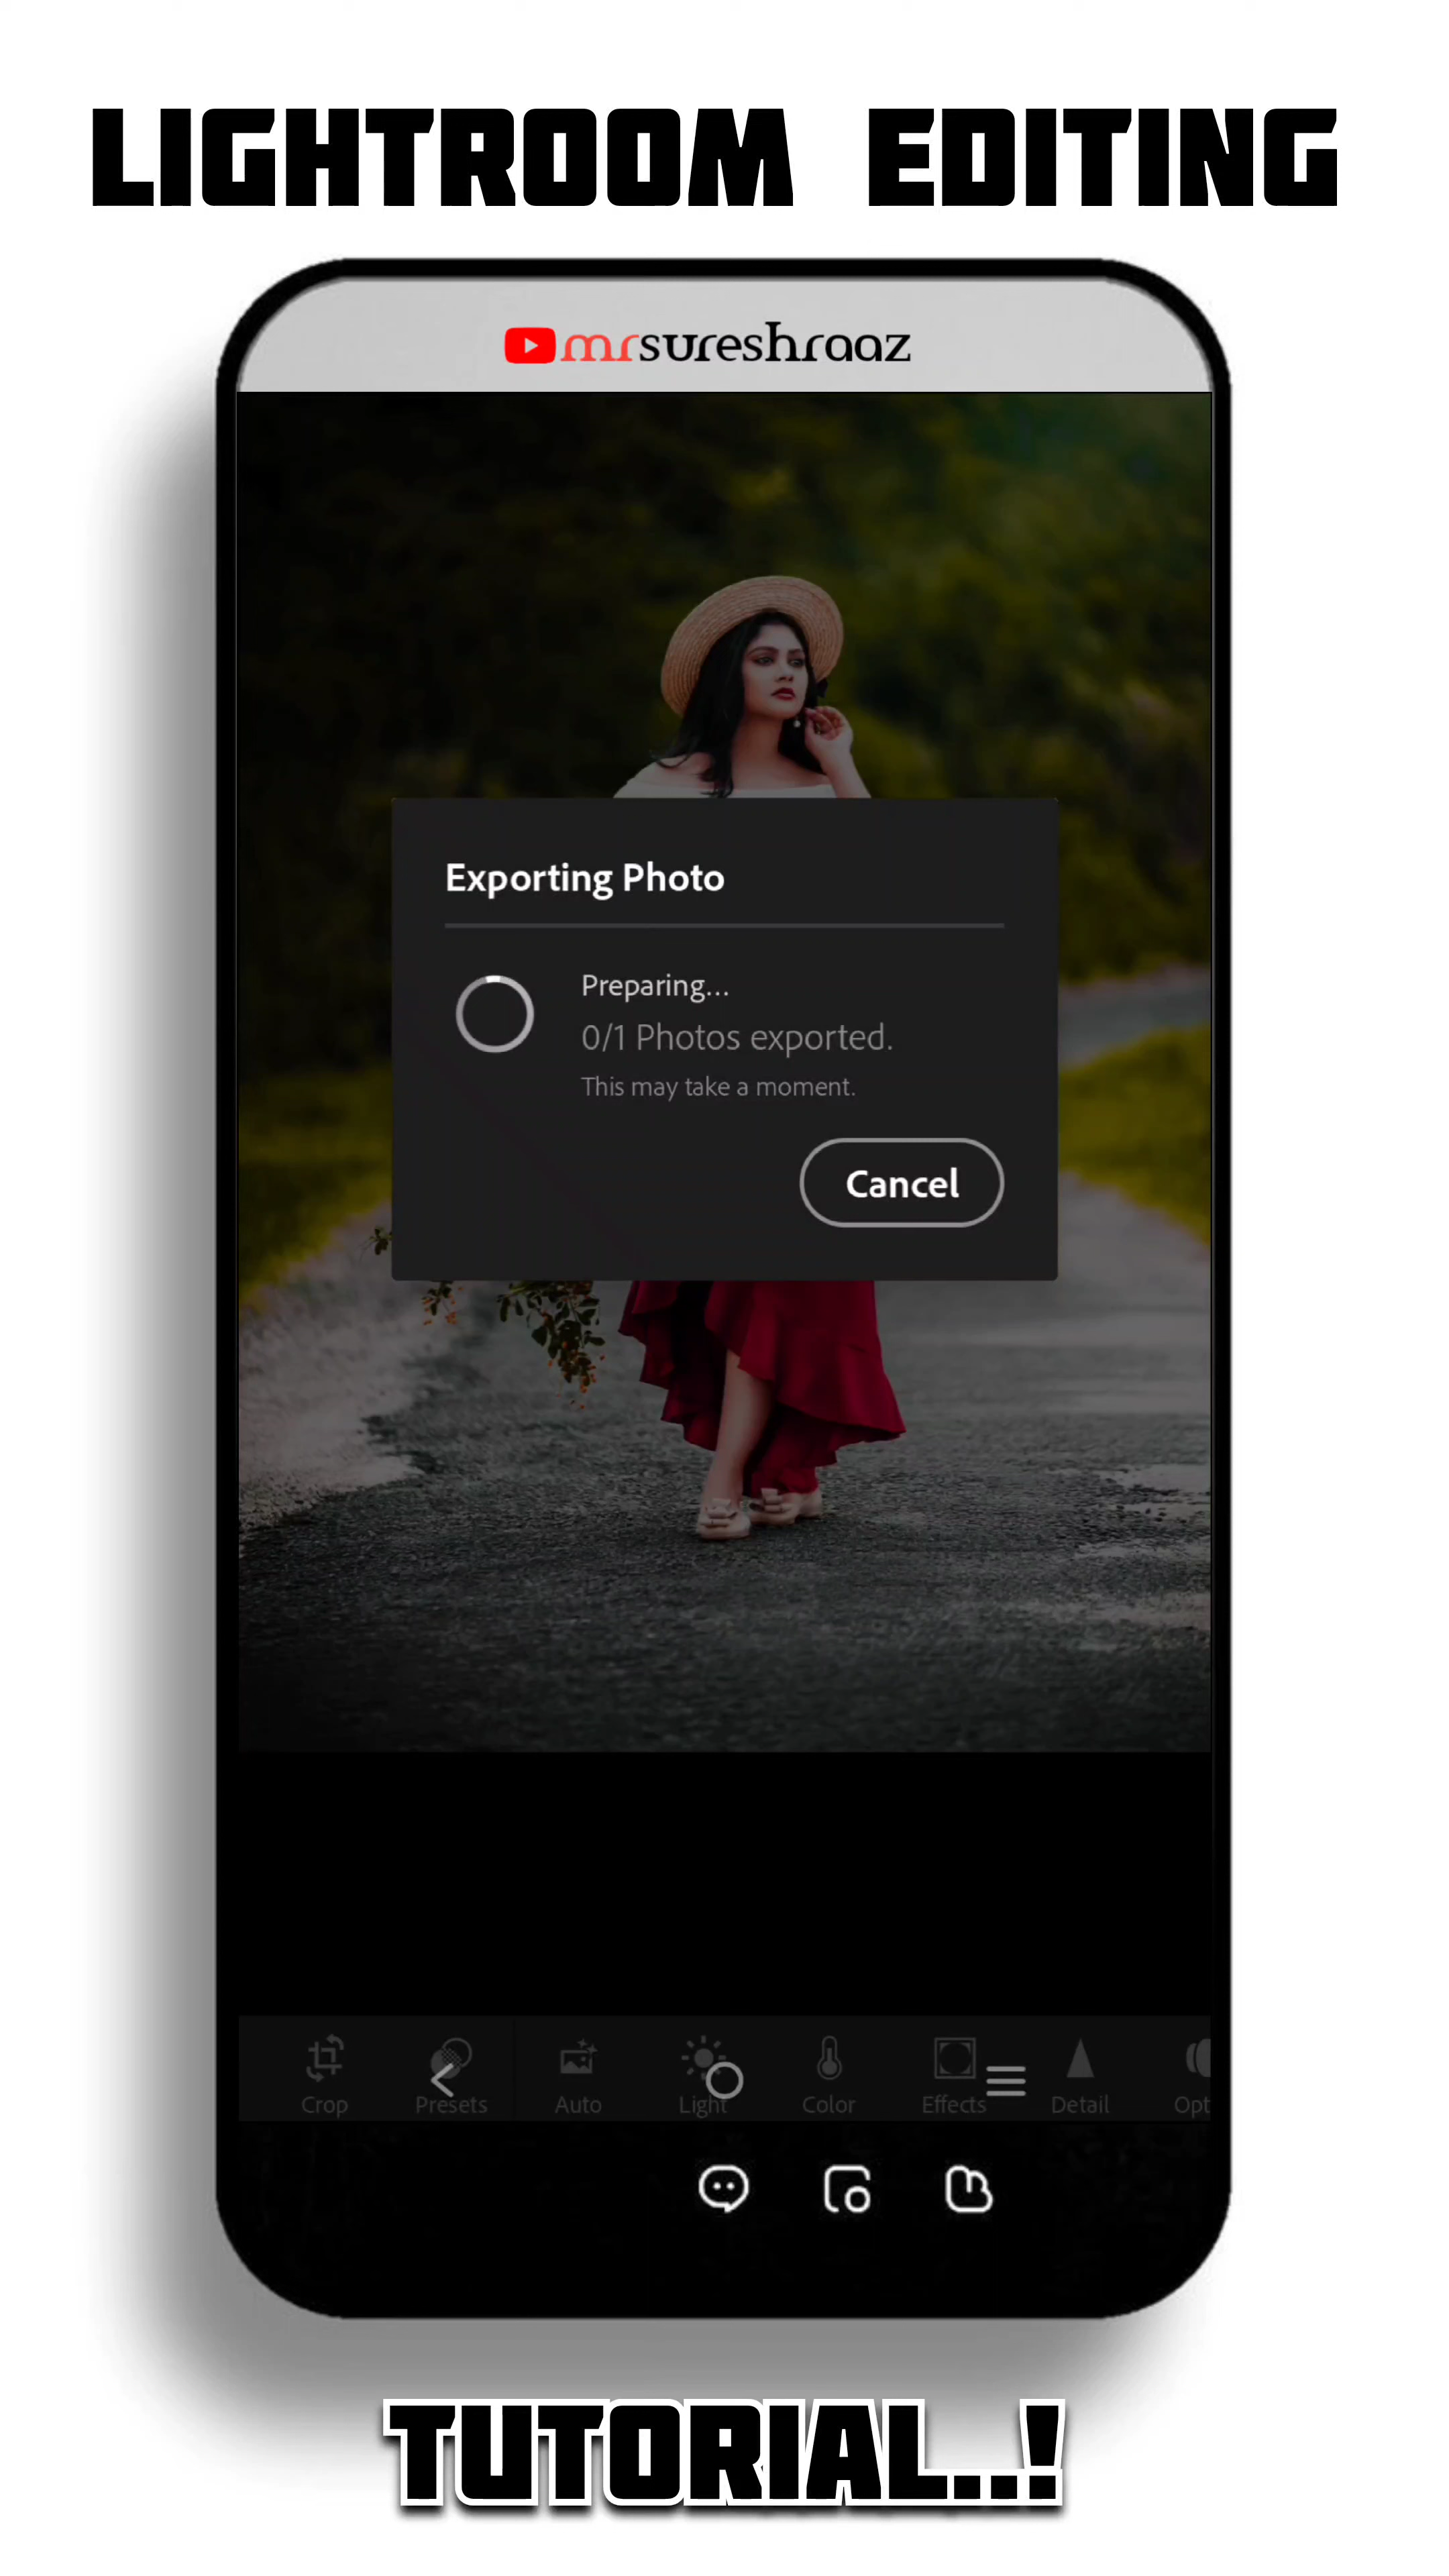 LIGHTROOM EDITING
mrsureshraaz
Exporting Photo
Preparing...
0/1 Photos exported.
This may take a moment.
Cancel
Crop Presets Auto Light Color Effects Detail Opt
TUTORIAL..!